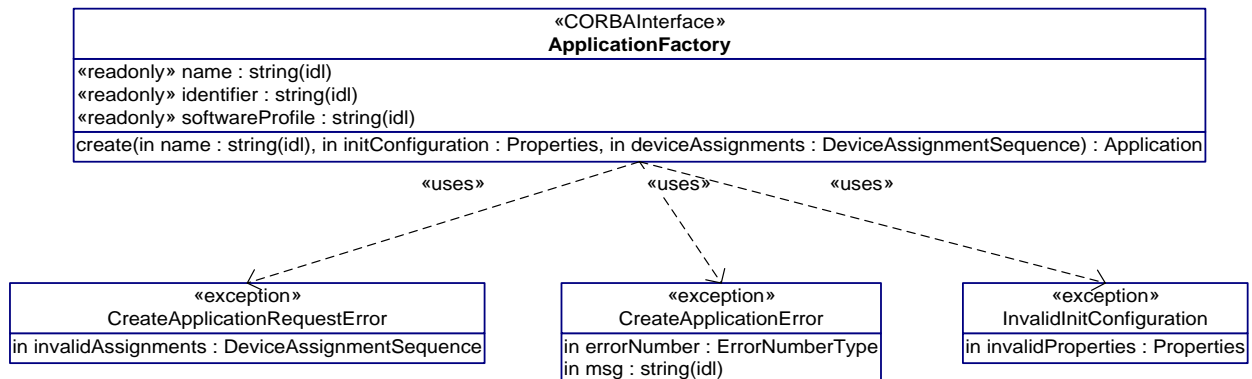 «CORBAInterface»
ApplicationFactory
«readonly» name : string(idl)
«readonly» identifier : string(idl)
«readonly» softwareProfile : string(idl)
create(in name : string(idl), in initConfiguration : Properties, in deviceAssignments : DeviceAssignmentSequence) : Application
«uses» «uses» «uses»
«exception»
CreateApplicationRequestError
in invalidAssignments : DeviceAssignmentSequence
«exception»
CreateApplicationError
in errorNumber : ErrorNumberType
in msg : string(idl)
«exception»
InvalidInitConfiguration
in invalidProperties : Properties